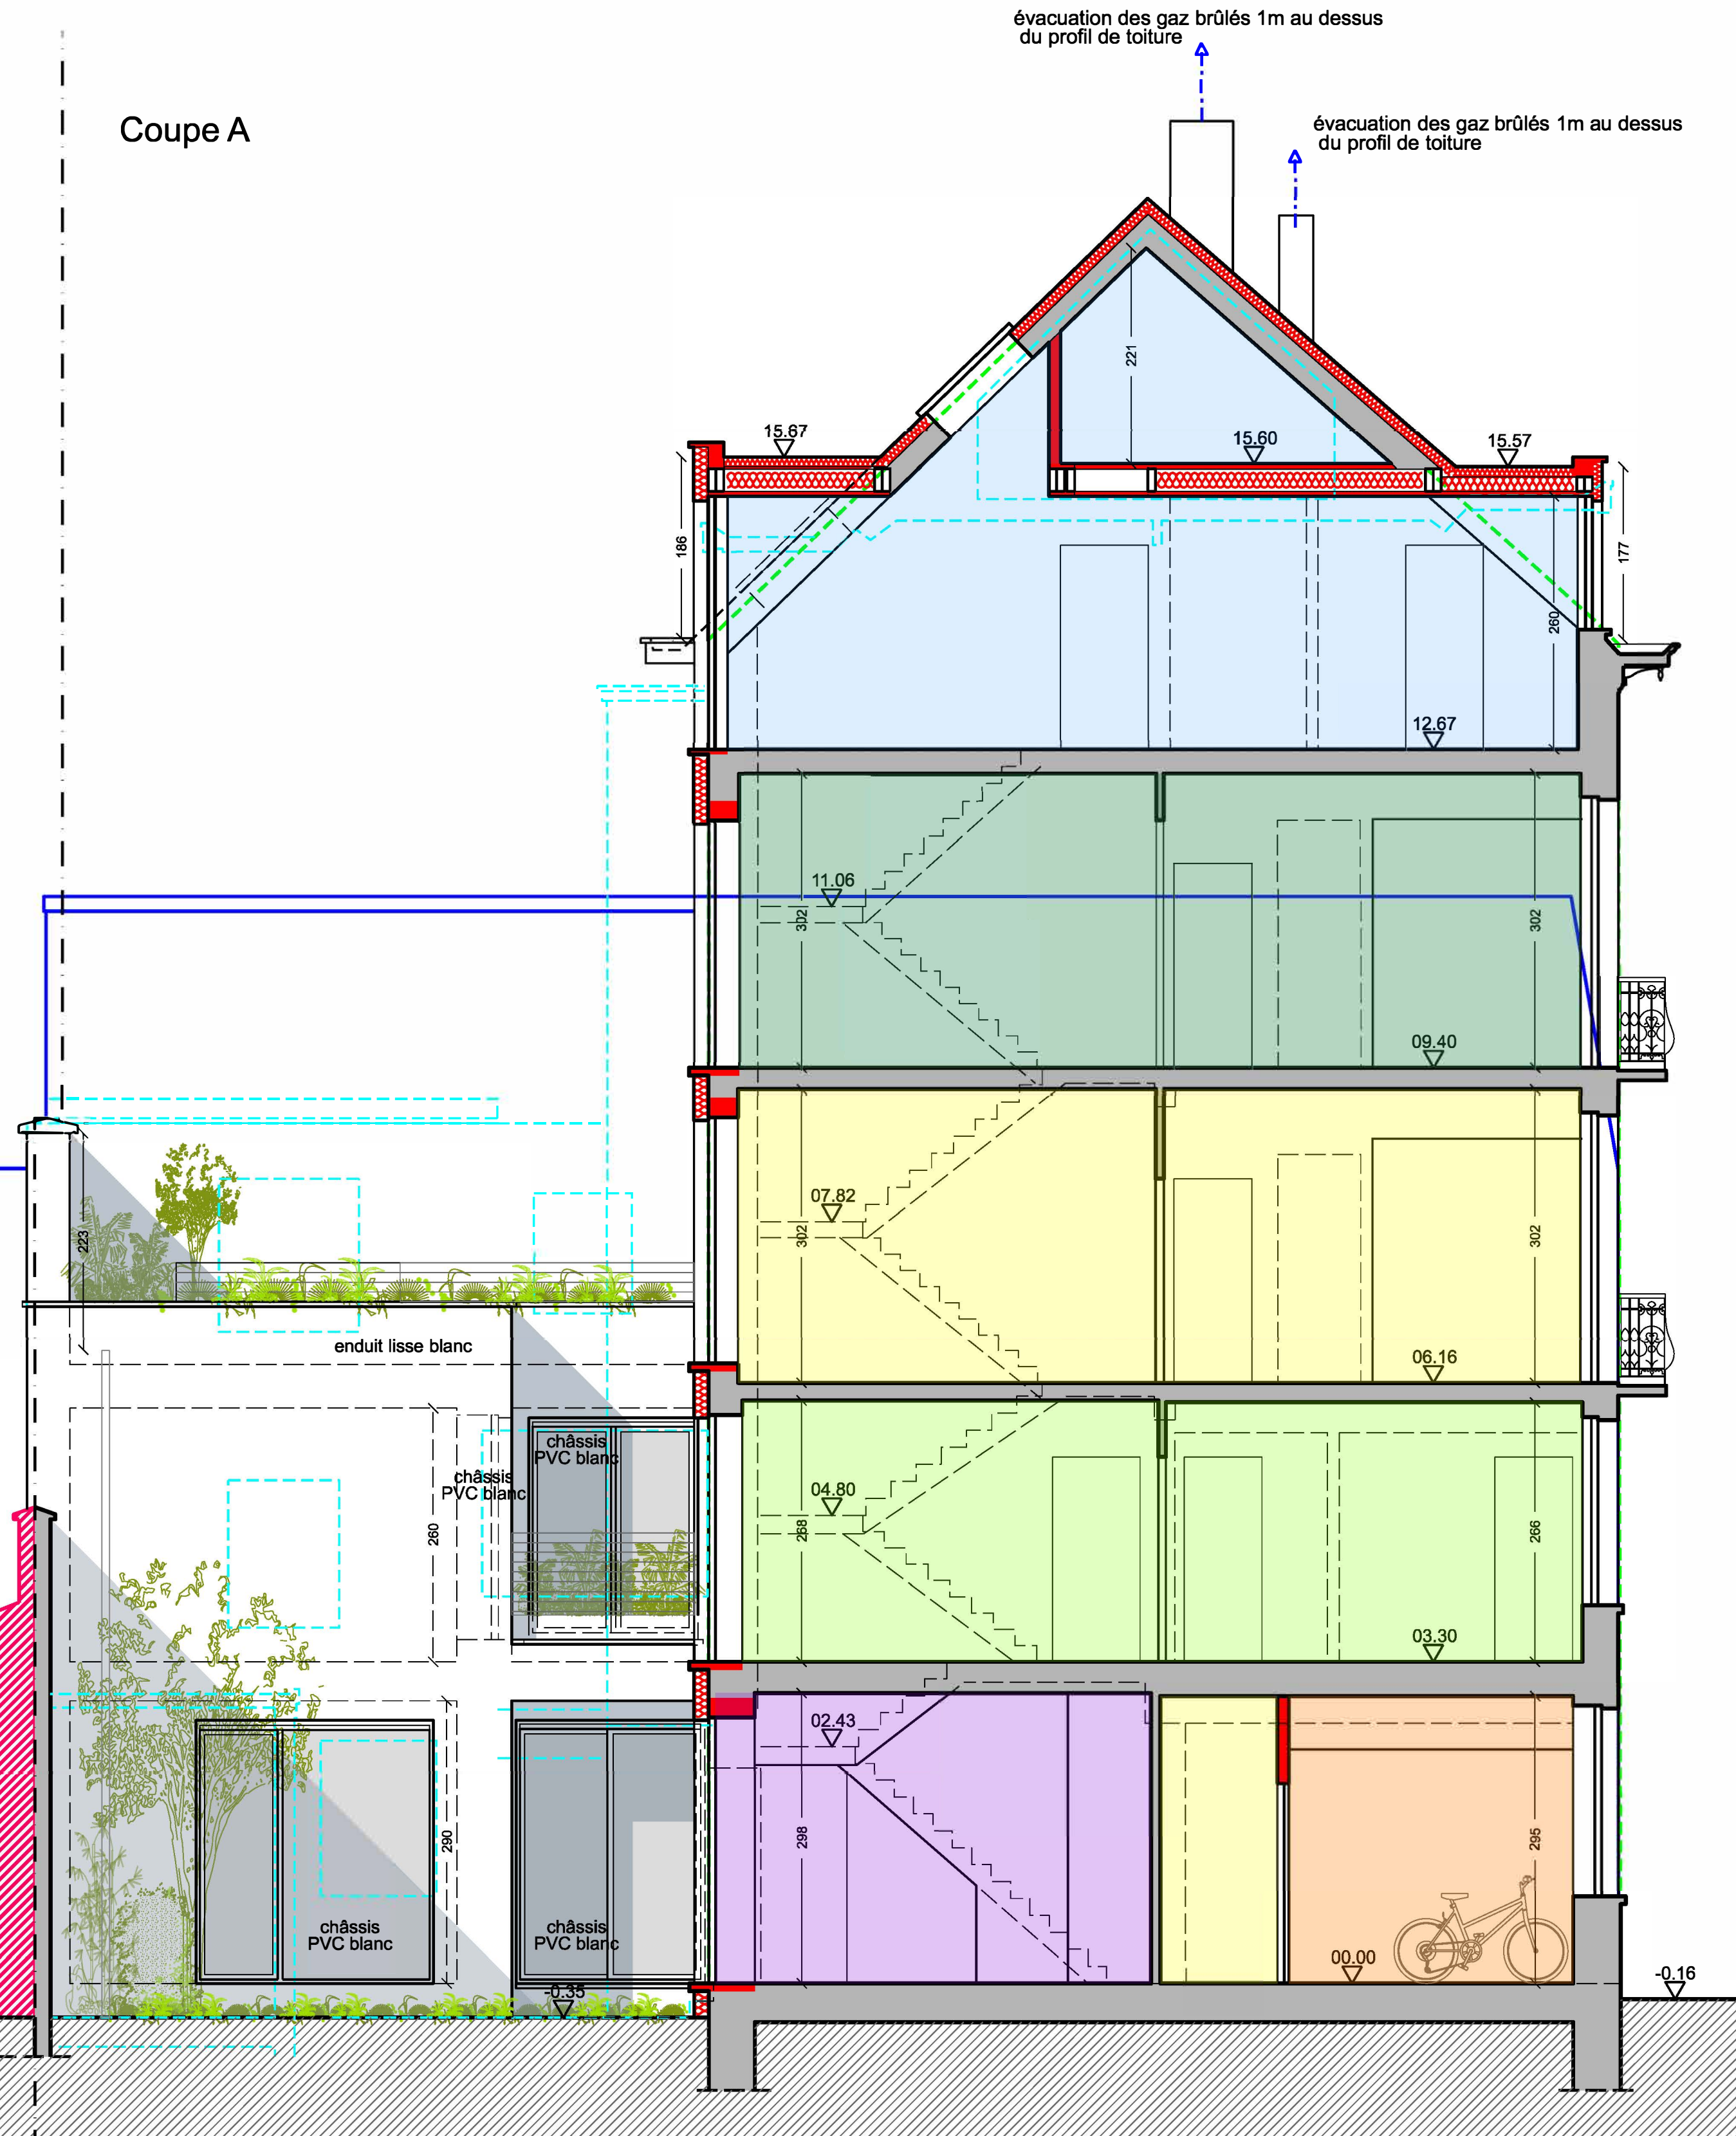 évacuation des gaz brûlés 1m au dessus
du profil de toiture
Coupe A
évacuation des gaz brûlés 1m au dessus
du profil de toiture
221
15.67
15.60
15.57
186
177
260
12.67
11.06
302
302
09.40
07.82
223
302
302
enduit lisse blanc
06.16
châssis
PVC blanc
châssis
PVC blanc
04.80
260
268
266
03.30
02.43
290
298
295
châssis
PVC blanc
châssis
PVC blanc
00.00
-0.35
-0.16